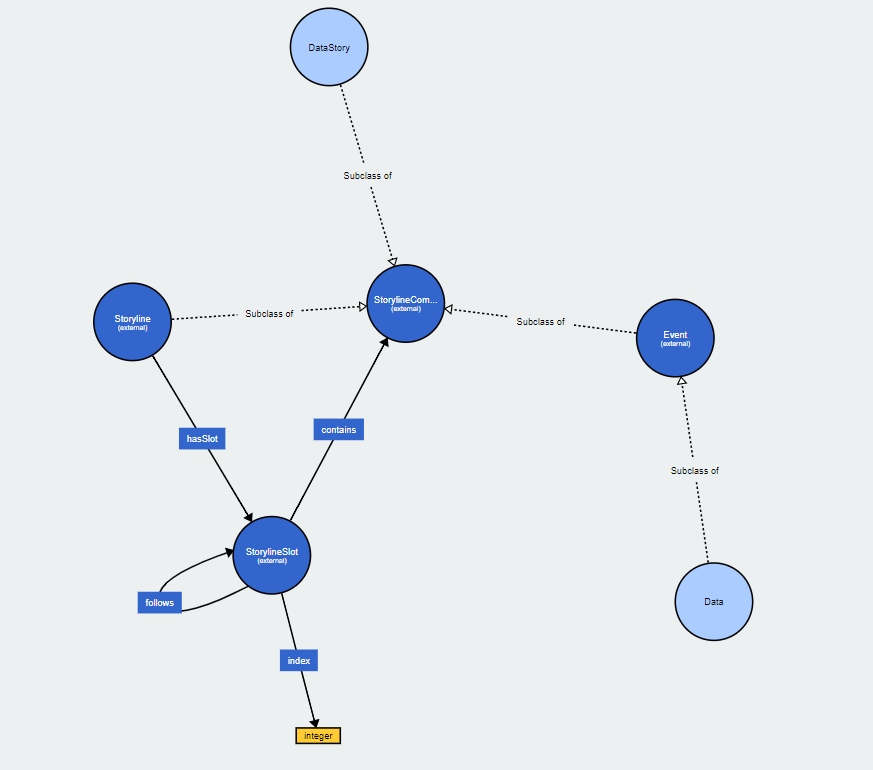 DataStory
Subclass of
StorylineCom...
(external)
Storyline
(external)
Subclass of
Subclass of
Event
(external)
hasSlot
contains
Subclass of
StorylineSlot
(external)
follows
Data
index
integer